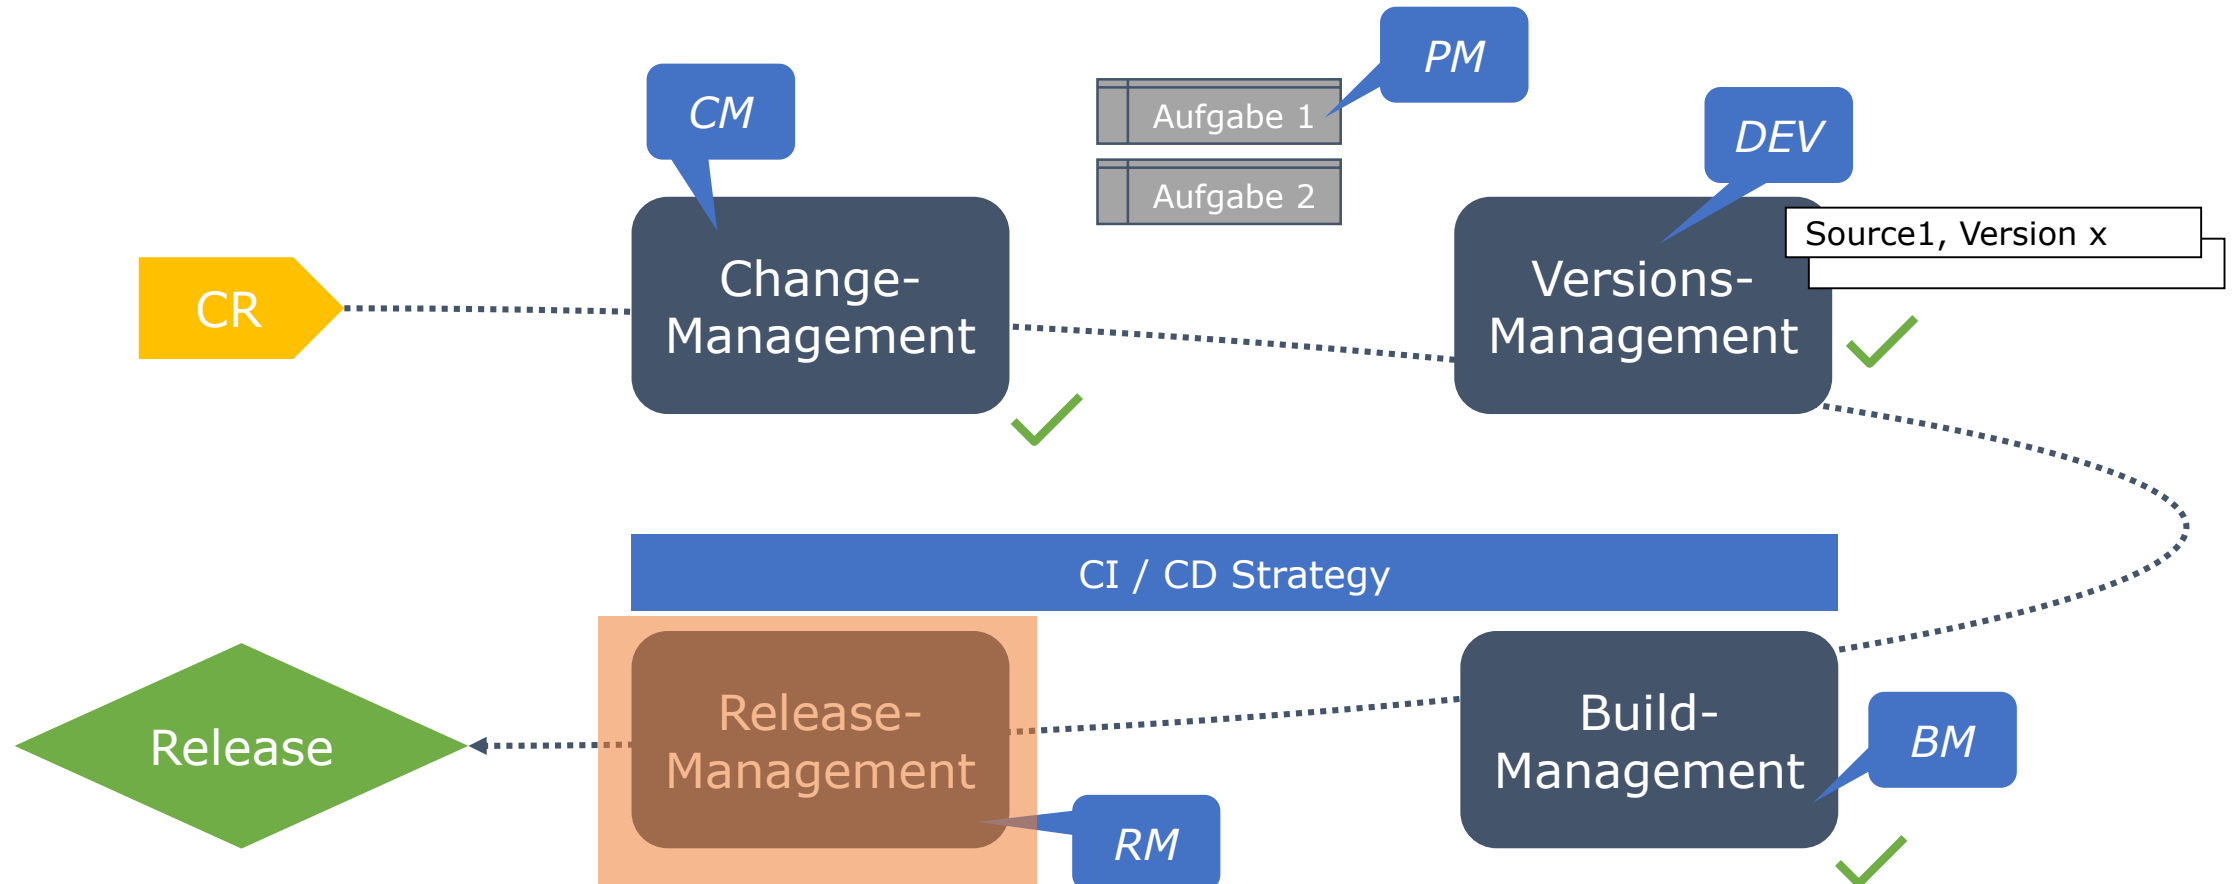 PM
CM
Aufgabe 1
DEV
Aufgabe 2
Source1, Version x
CR
Change-
Management
Versions-
Management
CI / CD Strategy
Release
Release-
Management
Build-
Management
BM
RM